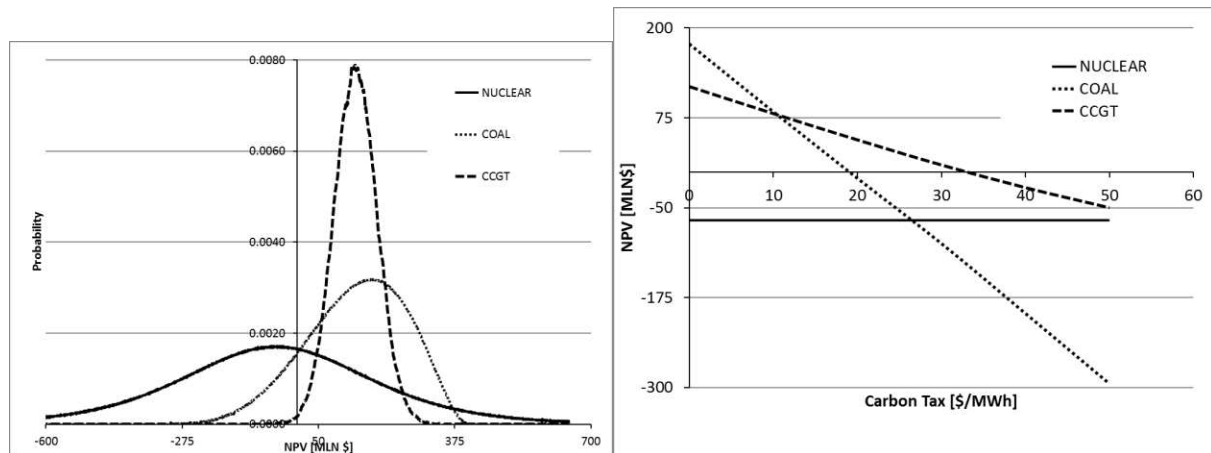 0.0080
NUCLEAR
COAL
0.0060
CCGT
Probability
0.0040
0.0020
0.0000
-600
-275
50
375
700
NPV [MLN $]
200
NUCLEAR
COAL
CCGT
75
NPV [MLN$]
0
10
20
30
40
50
60
-50
-175
-300
Carbon Tax [$/MWh]